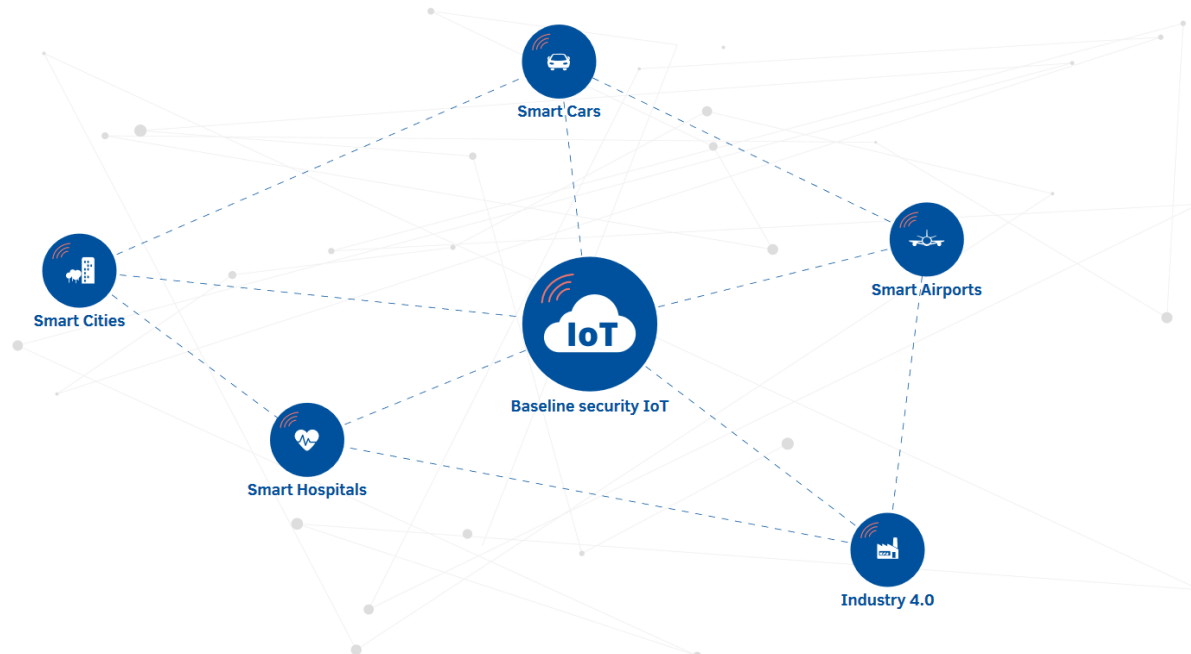 Smart Cars
Smart Airports
Smart Cities
IoT
Baseline security IoT
Smart Hospitals
Industry 4.0